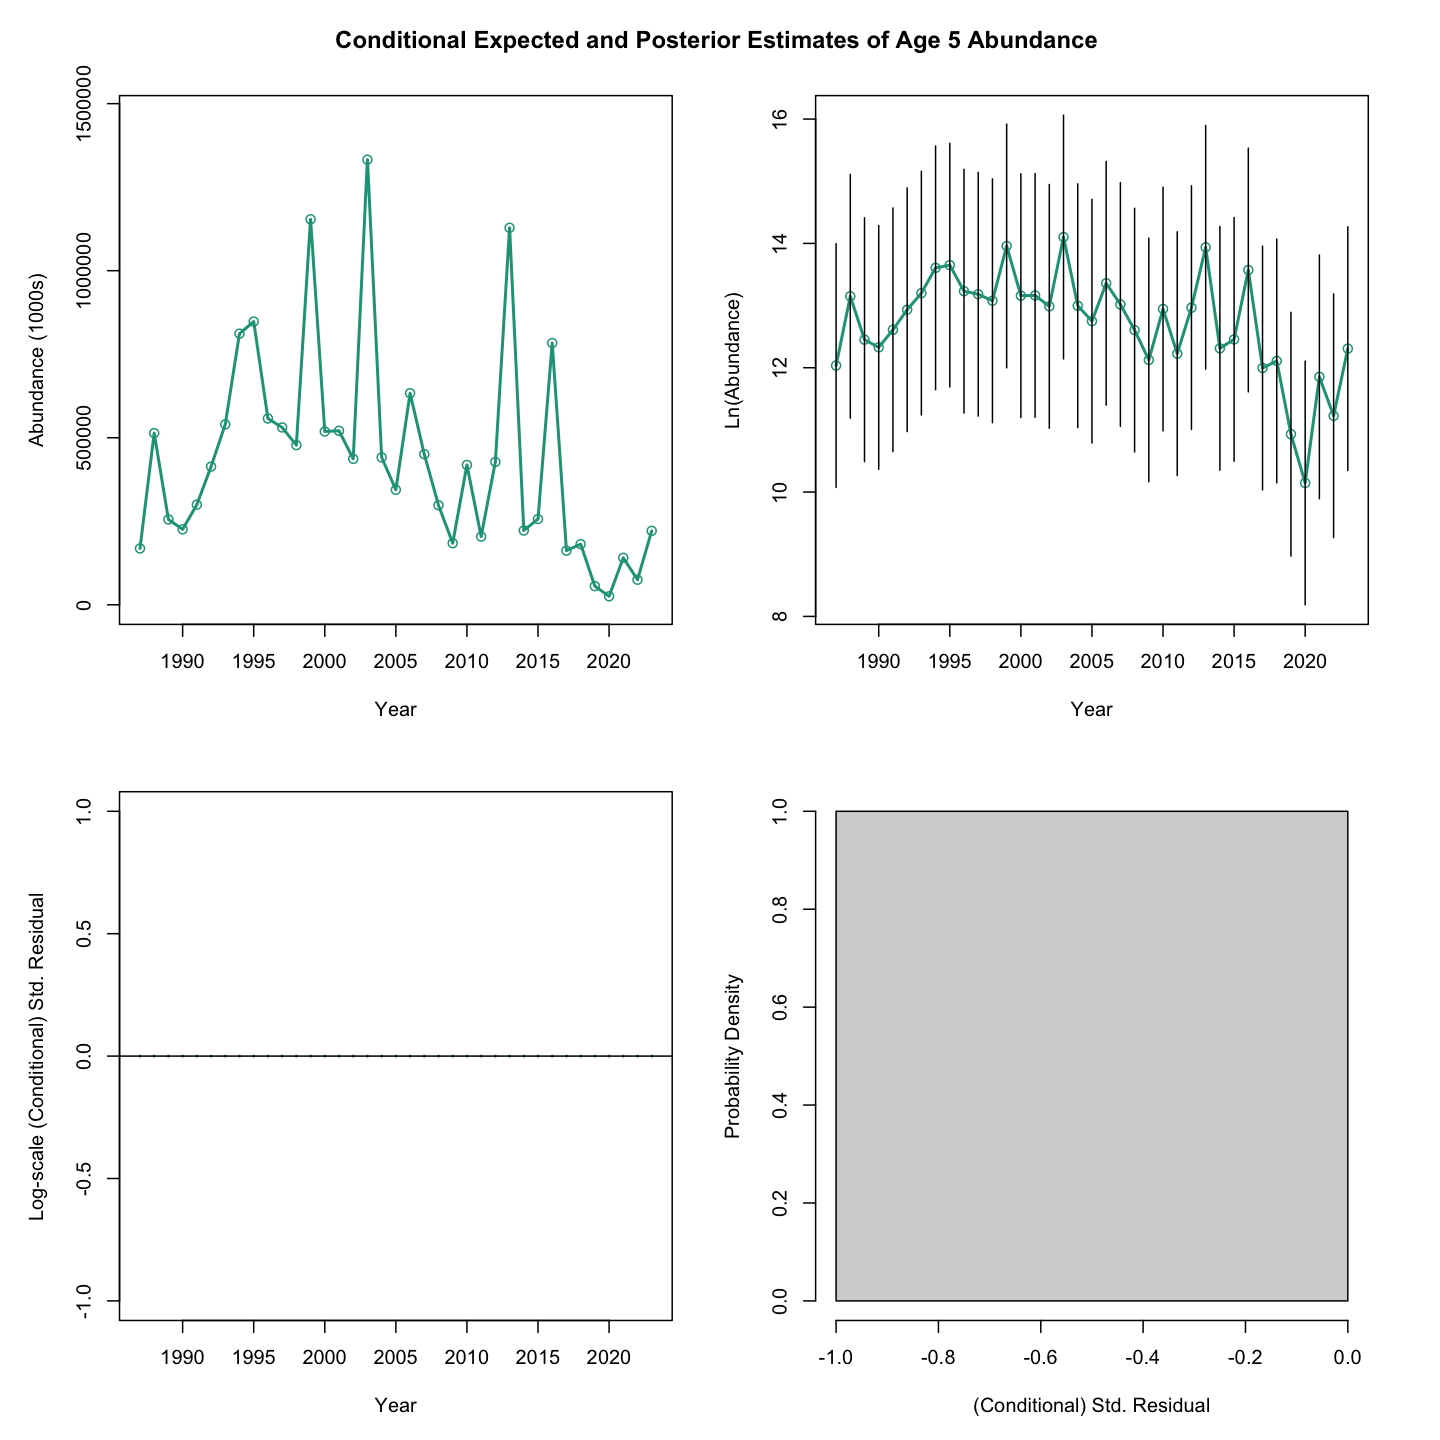 Conditional Expected and Posterior Estimates of Age 5 Abundance
Abundance (1000s)
1500000
1000000
500000
0
1990 1995 2000 2005 2010 2015 2020
Year
Ln(Abundance)
16
14
12
10
8
1990 1995 2000 2005 2010 2015 2020
Year
Log-scale (Conditional) Std. Residual
1.0
0.5
0.0
-0.5
-1.0
1990 1995 2000 2005 2010 2015 2020
Year
Probability Density
1.0
0.8
0.6
0.4
0.2
0.0
-1.0 -0.8 -0.6 -0.4 -0.2 0.0
(Conditional) Std. Residual